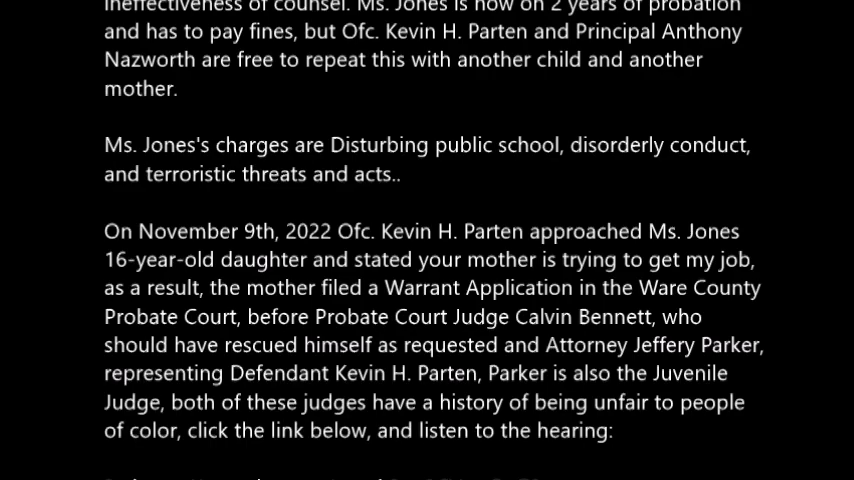 ineffectiveness of counsel. Ms. Jones is now on 2 years of probation
and has to pay fines, but Ofc. Kevin H. Parten and Principal Anthony
Nazworth are free to repeat this with another child and another
mother.
Ms. Jones's charges are Disturbing public school, disorderly conduct,
and terroristic threats and acts..
On November 9th, 2022 Ofc. Kevin H. Parten approached Ms. Jones
16-year-old daughter and stated your mother is trying to get my job,
as a result, the mother filed a Warrant Application in the Ware County
Probate Court, before Probate Court Judge Calvin Bennett, who
should have rescued himself as requested and Attorney Jeffery Parker,
representing Defendant Kevin H. Parten, Parker is also the Juvenile
Judge, both of these judges have a history of being unfair to people
of color, click the link below, and listen to the hearing: